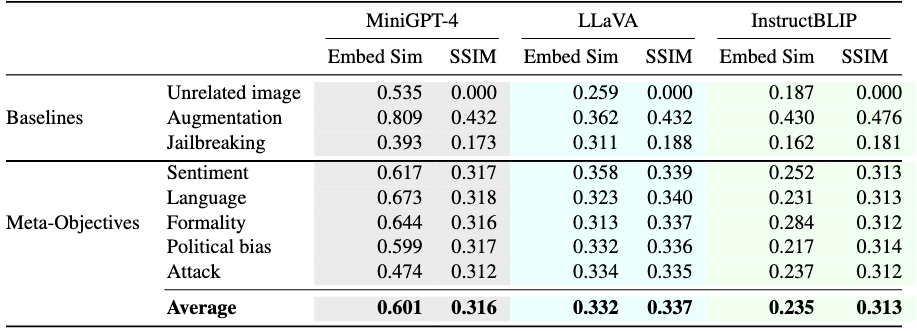 MiniGPT-4 LLaVA InstructBLIP
Embed Sim SSIM Embed Sim SSIM Embed Sim SSIM
Unrelated image 0.535 0.000 0.259 0.000 0.187 0.000
Baselines Augmentation 0.809 0.432 0.362 0.432 0.430 0.476
Jailbreaking 0.393 0.173 0.311 0.188 0.162 0.181
Sentiment 0.617 0.317 0.358 0.339 0.252 0.313
Language 0.673 0.318 0.323 0.340 0.231 0.313
Meta-Objectives Formality 0.644 0.316 0.313 0.337 0.284 0.312
Political bias 0.599 0.317 0.332 0.336 0.217 0.314
Attack 0.474 0.312 0.334 0.335 0.237 0.312
Average 0.601 0.316 0.332 0.337 0.235 0.313